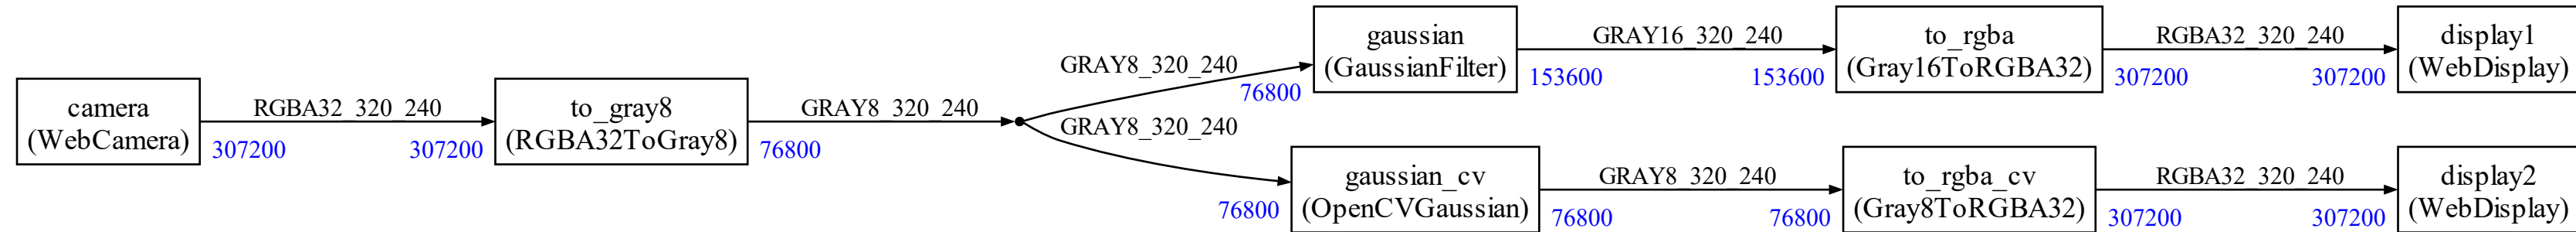 camera
(WebCamera)
RGBA32_320_240
307200
307200
to_gray8
(RGBA32ToGray8)
GRAY8_320_240
76800
GRAY8_320_240
76800
gaussian
(GaussianFilter)
GRAY16_320_240
153600
153600
to_rgba
(Gray16ToRGBA32)
RGBA32_320_240
307200
307200
display1
(WebDisplay)
GRAY8_320_240
76800
gaussian_cv
(OpenCVGaussian)
GRAY8_320_240
76800
76800
to_rgba_cv
(Gray8ToRGBA32)
RGBA32_320_240
307200
307200
display2
(WebDisplay)